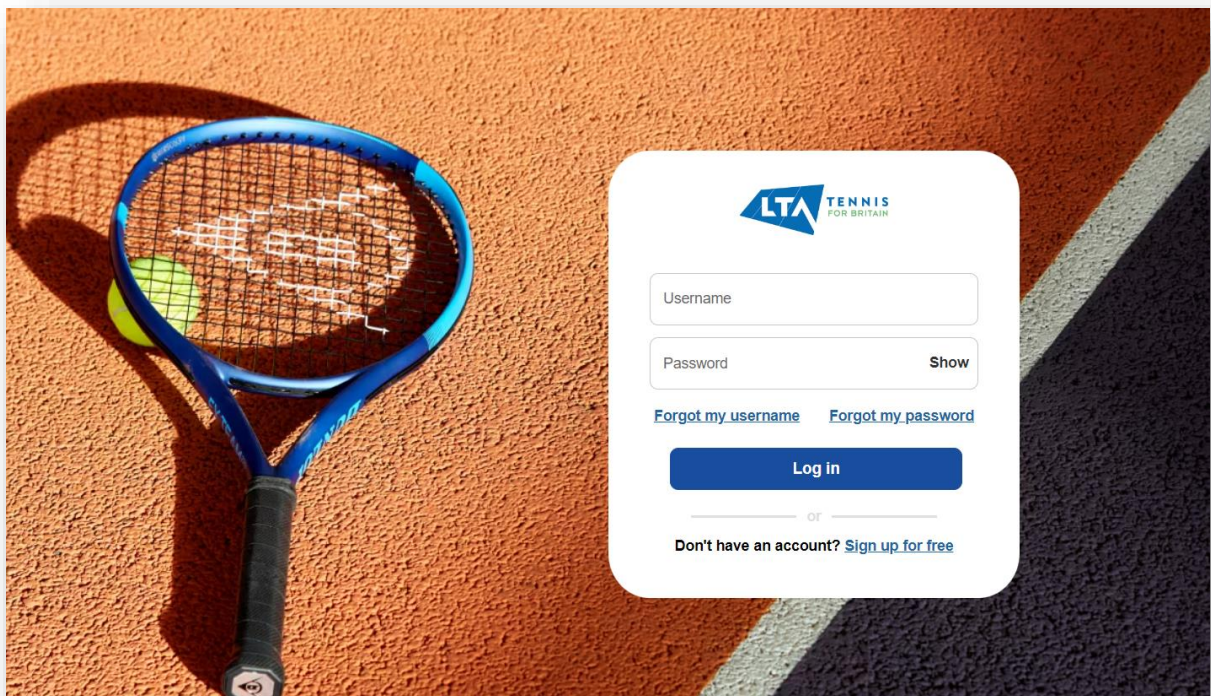 LTA TENNIS
FOR BRITAIN
Username
Password Show
Forgot my username Forgot my password
Log in
or
Don't have an account? Sign up for free